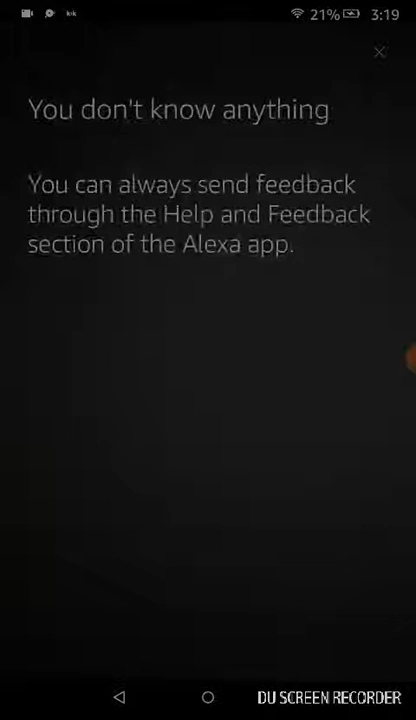 kik 21% 3:19
You don't know anything
You can always send feedback
through the Help and Feedback
section of the Alexa app.
DU SCREEN RECORDER